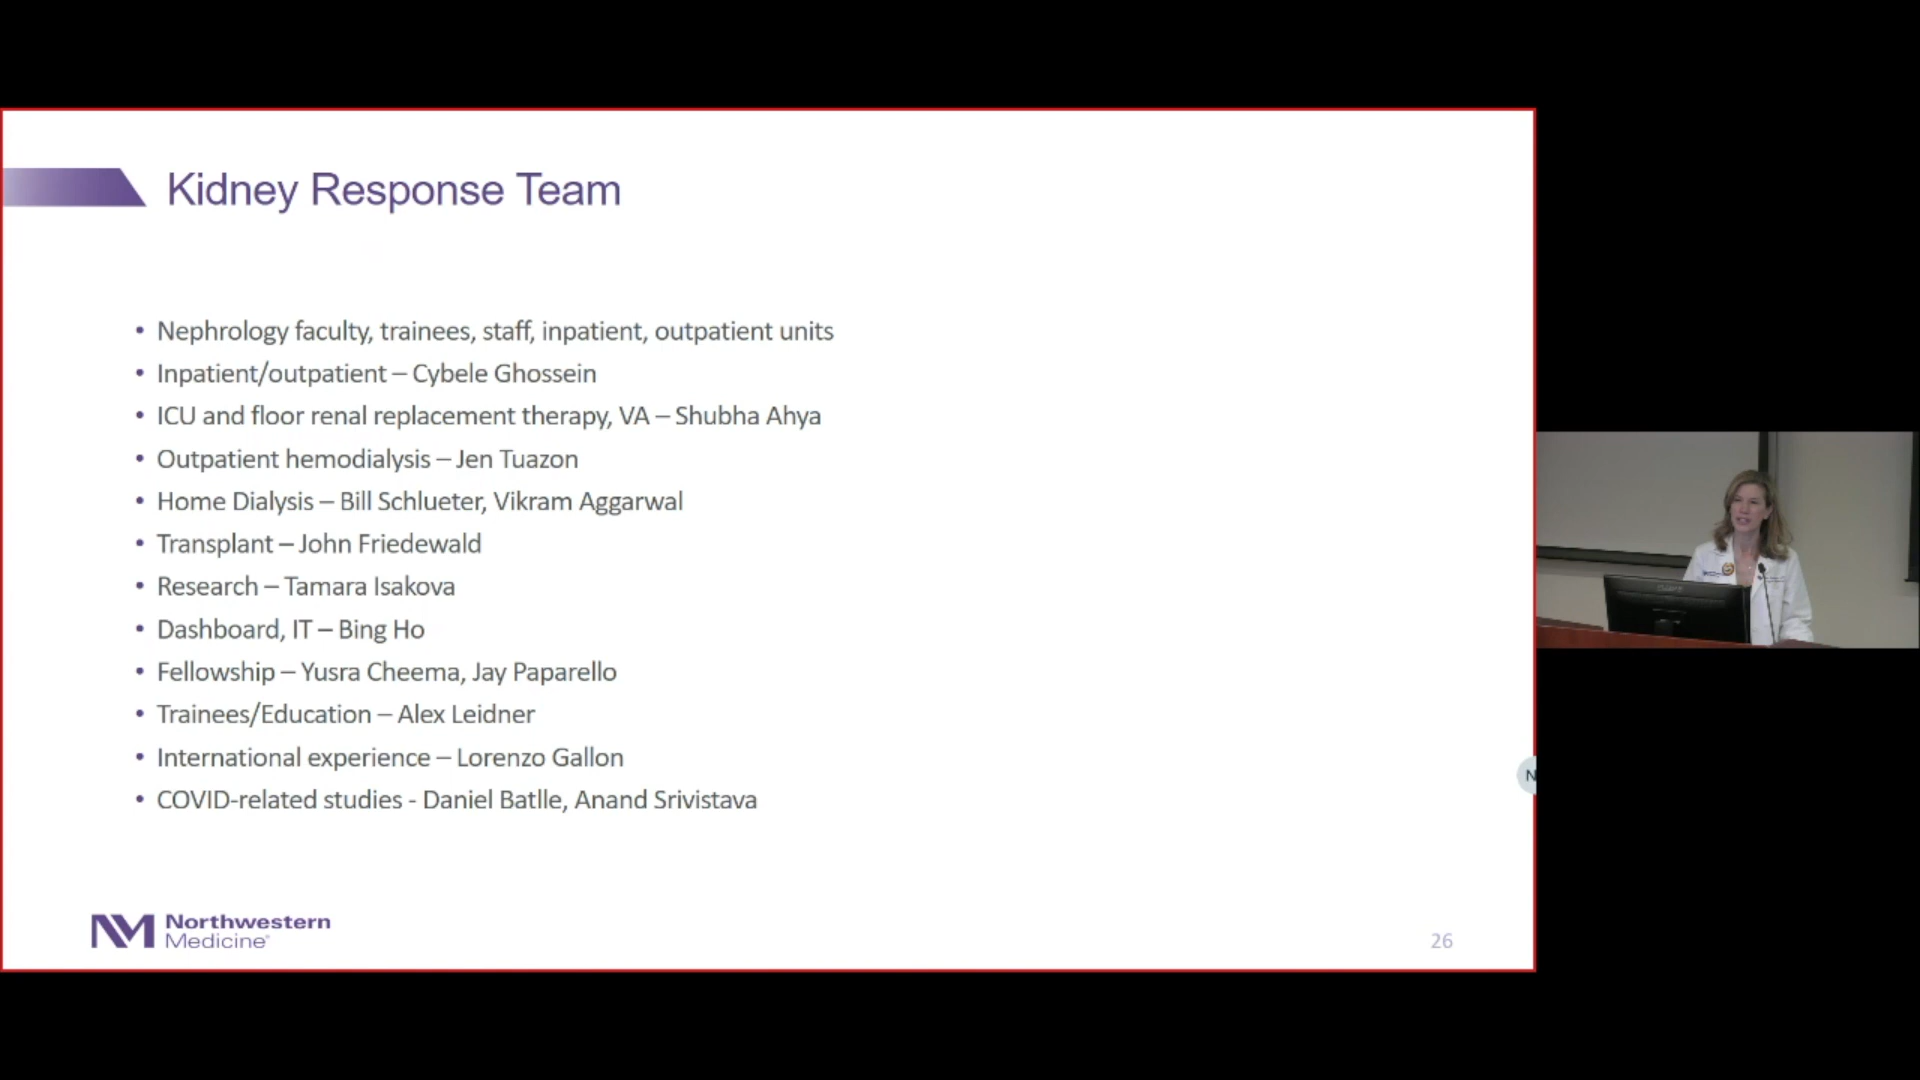 Kidney Response Team
• Nephrology faculty, trainees, staff, inpatient, outpatient units
• Inpatient/outpatient – Cybele Ghossein
• ICU and floor renal replacement therapy, VA – Shubha Ahya
• Outpatient hemodialysis – Jen Tuazon
• Home Dialysis – Bill Schlueter, Vikram Aggarwal
• Transplant – John Friedewald
• Research – Tamara Isakova
• Dashboard, IT – Bing Ho
• Fellowship – Yusra Cheema, Jay Paparello
• Trainees/Education – Alex Leidner
• International experience – Lorenzo Gallon
• COVID-related studies - Daniel Batlle, Anand Srivistava
N
NM Northwestern
Medicine®
26